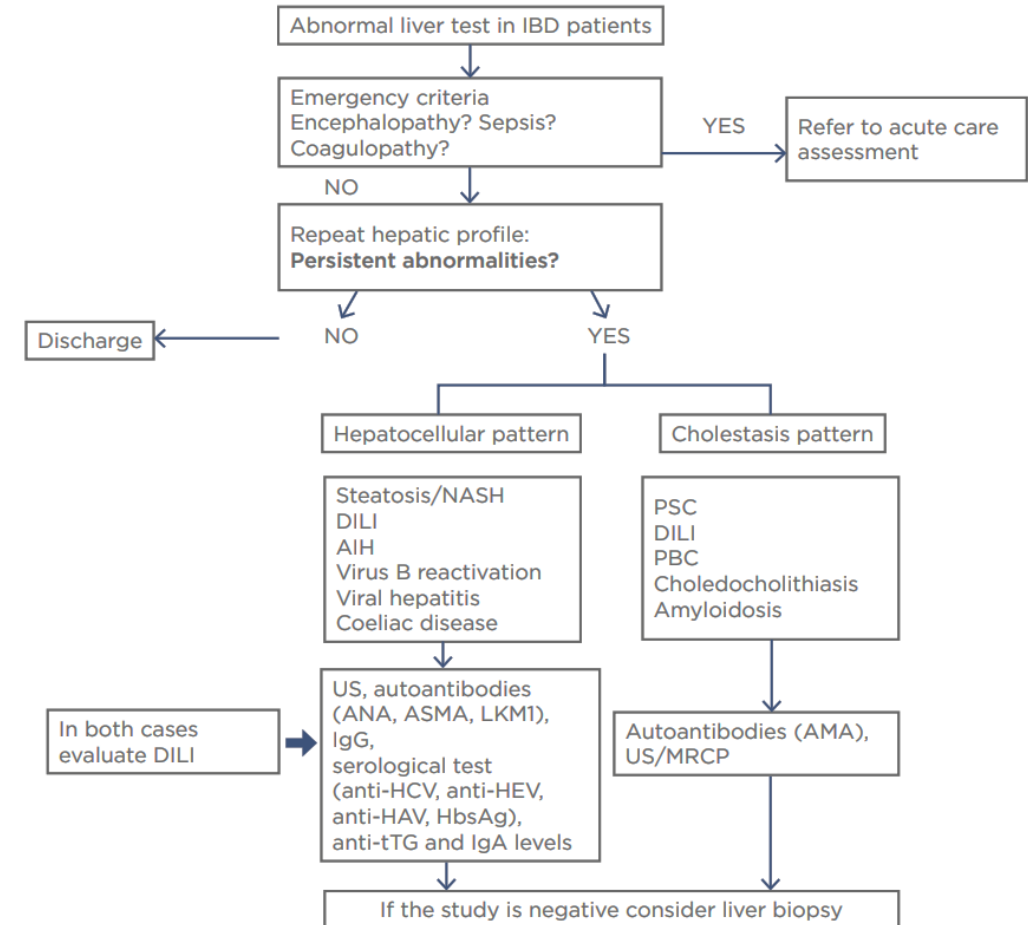 Abnormal liver test in IBD patients
Emergency criteria
Encephalopathy? Sepsis?
Coagulopathy?
YES
Refer to acute care
assessment
NO
Repeat hepatic profile:
Persistent abnormalities?
Discharge
NO
YES
Hepatocellular pattern
Cholestasis pattern
Steatosis/NASH
DILI
AIH
Virus B reactivation
Viral hepatitis
Coeliac disease
PSC
DILI
PBC
Choledocholithiasis
Amyloidosis
In both cases
evaluate DILI
US, autoantibodies
(ANA, ASMA, LKM1),
IgG,
serological test
(anti-HCV, anti-HEV,
anti-HAV, HbsAg),
anti-tTG and IgA levels
Autoantibodies (AMA),
US/MRCP
If the study is negative consider liver biopsy